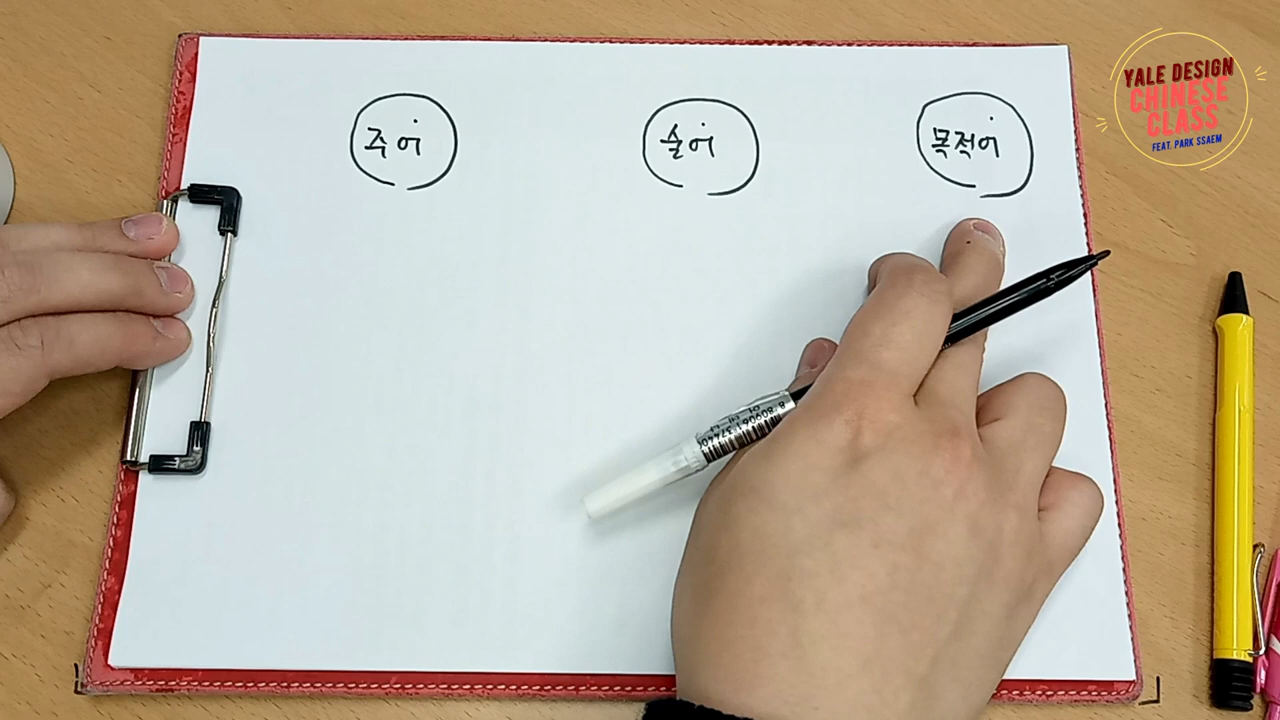 주어
술어
목적어
YALE DESIGN
CHINESE
CLASS
FEAT. PARK SSAEM